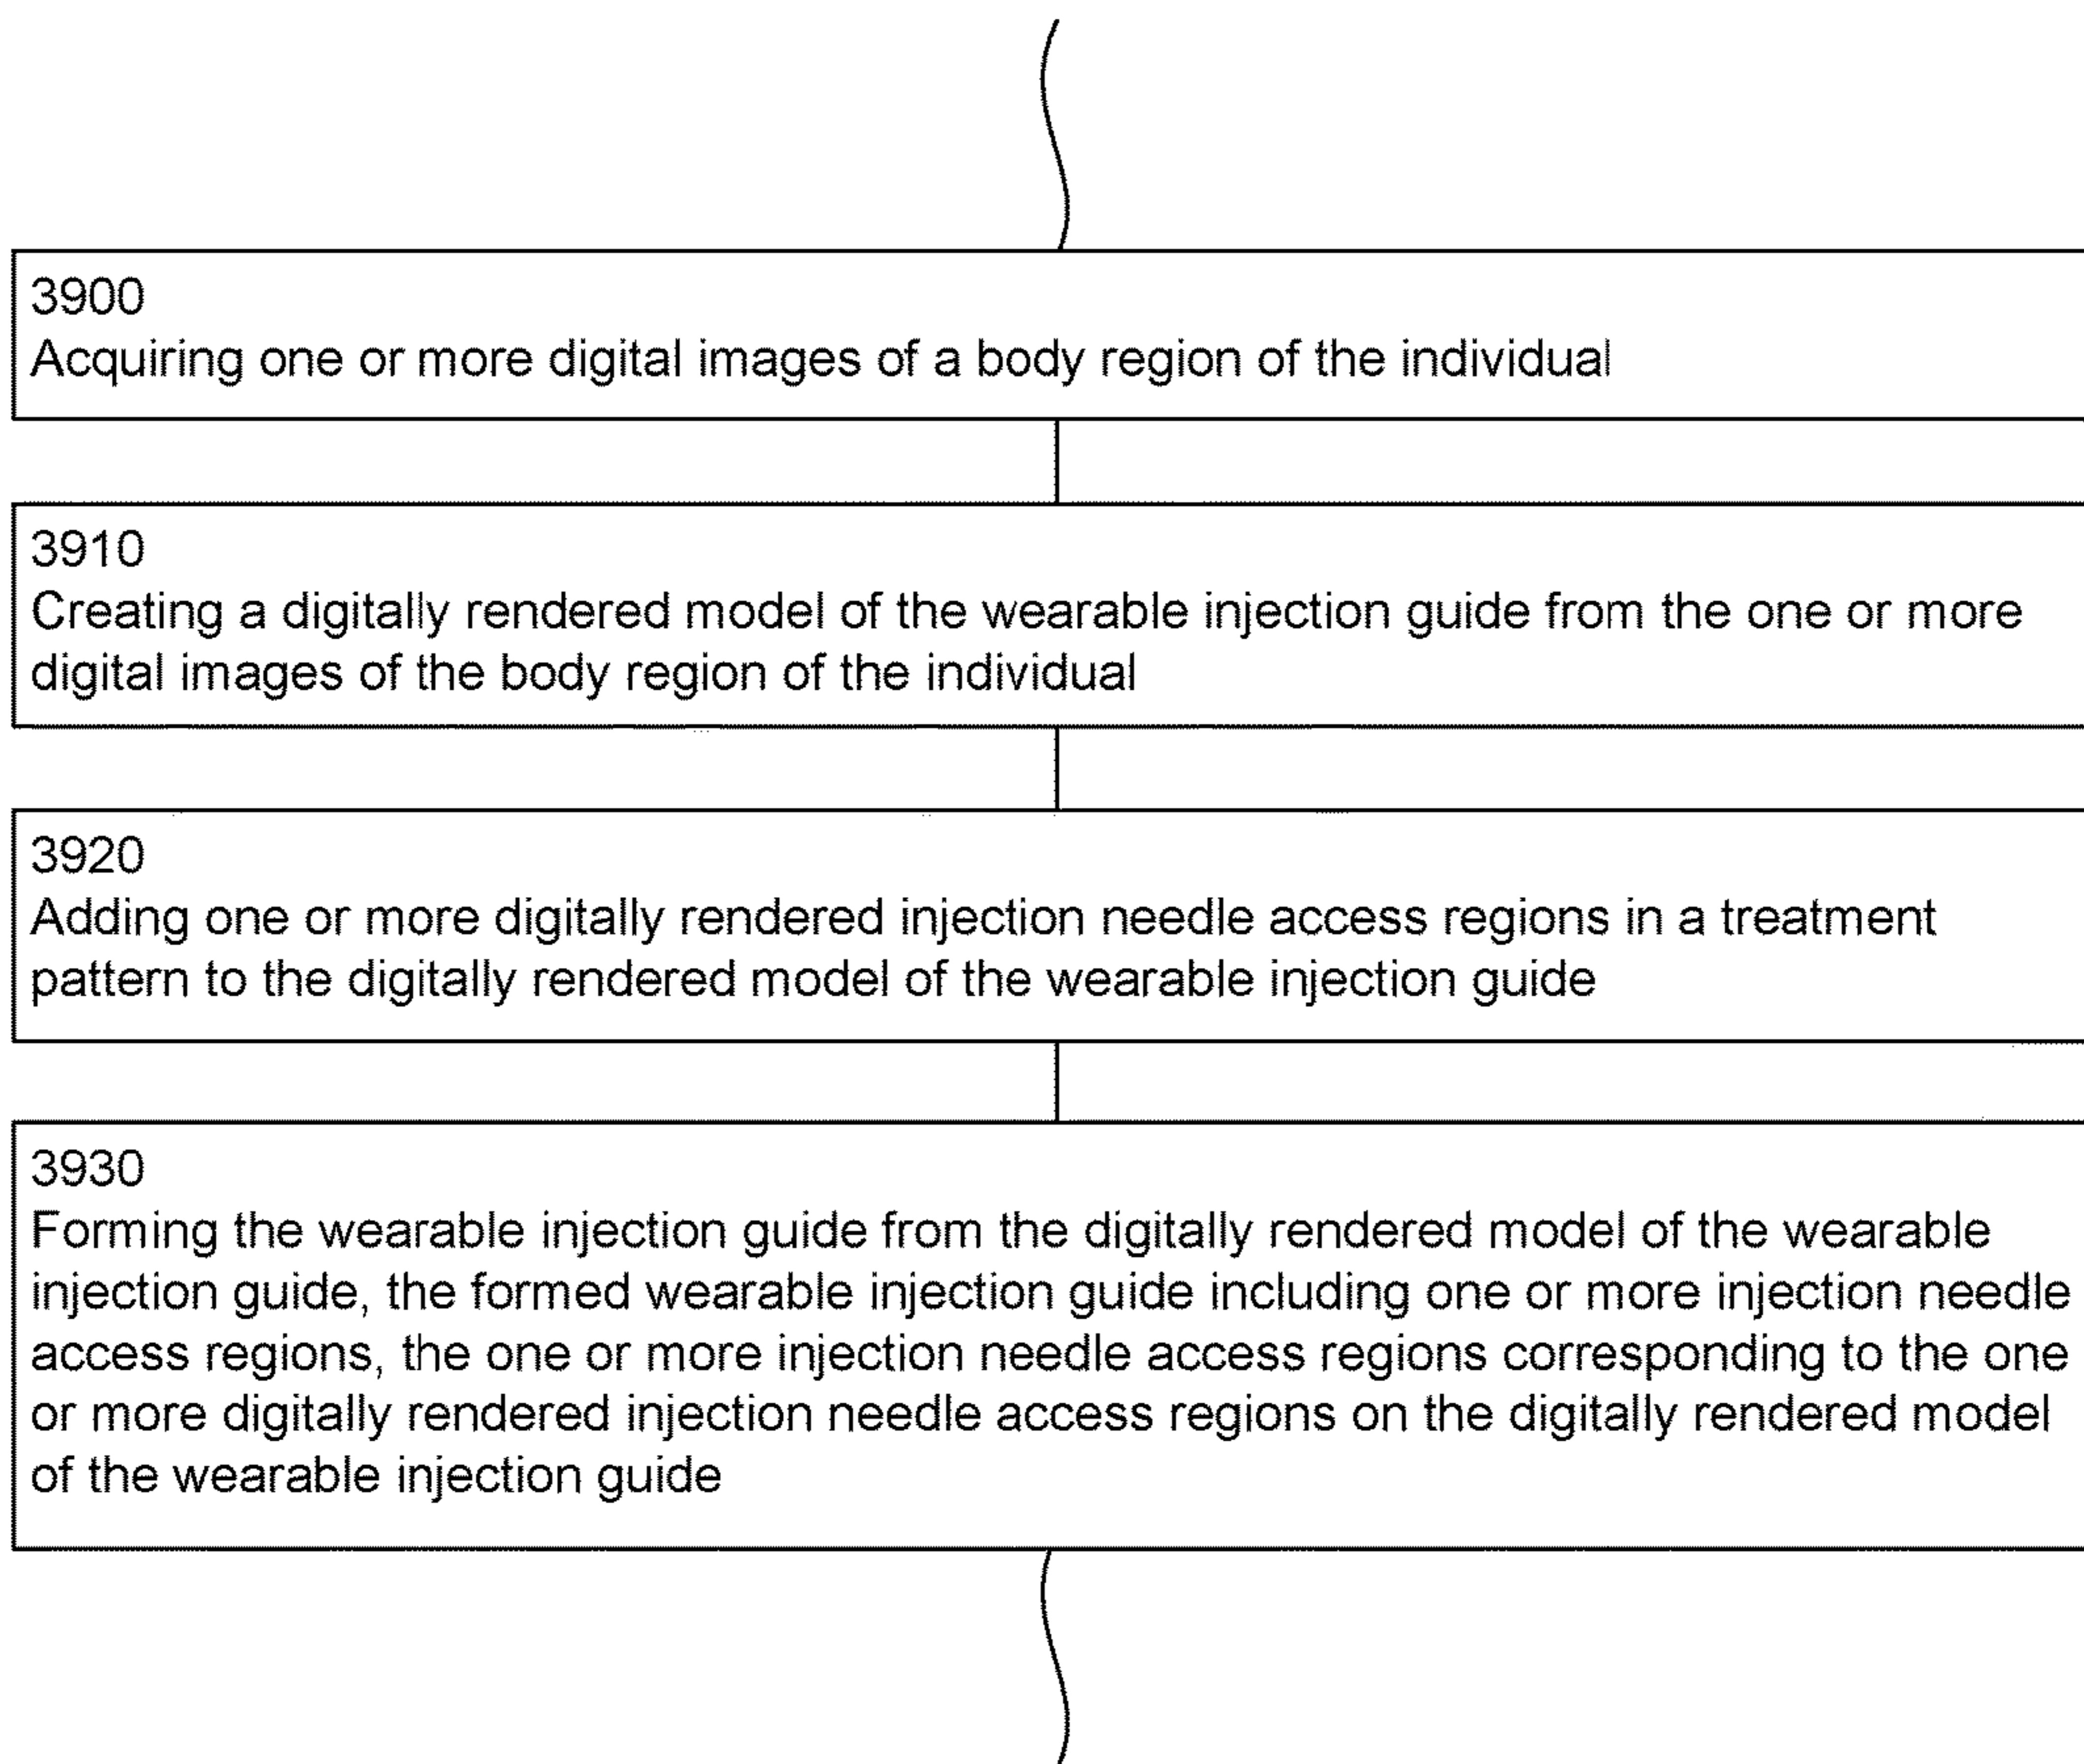 3900
Acquiring one or more digital images of a body region of the individual
3910
Creating a digitally rendered model of the wearable injection guide from the one or more
digital images of the body region of the individual
3920
Adding one or more digitally rendered injection needle access regions in a treatment
pattern to the digitally rendered model of the wearable injection guide
3930
Forming the wearable injection guide from the digitally rendered model of the wearable
injection guide, the formed wearable injection guide including one or more injection needle
access regions, the one or more injection needle access regions corresponding to the one
or more digitally rendered injection needle access regions on the digitally rendered model
of the wearable injection guide